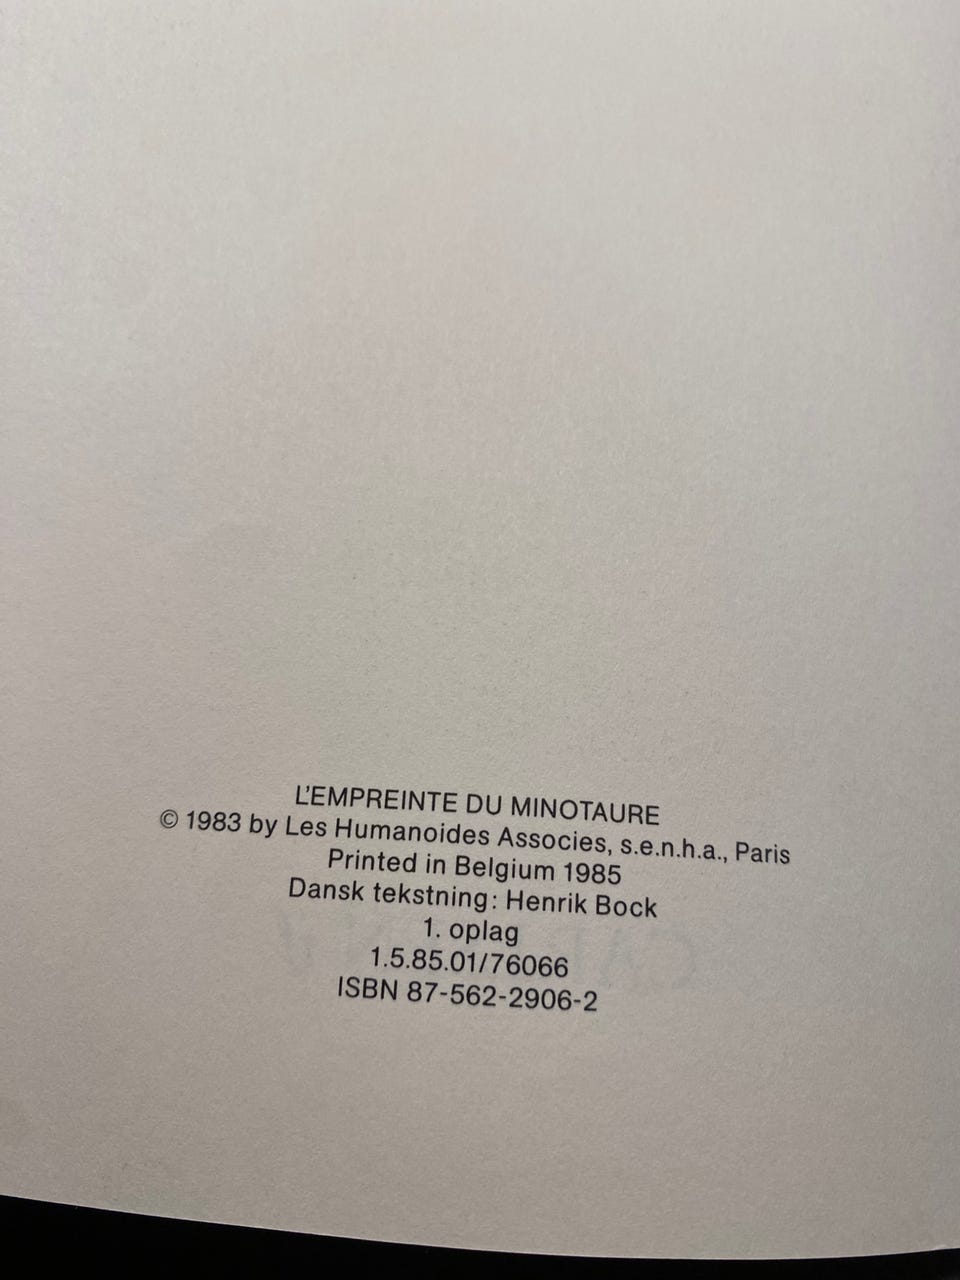 L'EMPREINTE DU MINOTAURE
© 1983 by Les Humanoides Associes, s.e.n.h.a., Paris
Printed in Belgium 1985
Dansk tekstning: Henrik Bock
1. oplag
1.5.85.01/76066
ISBN 87-562-2906-2